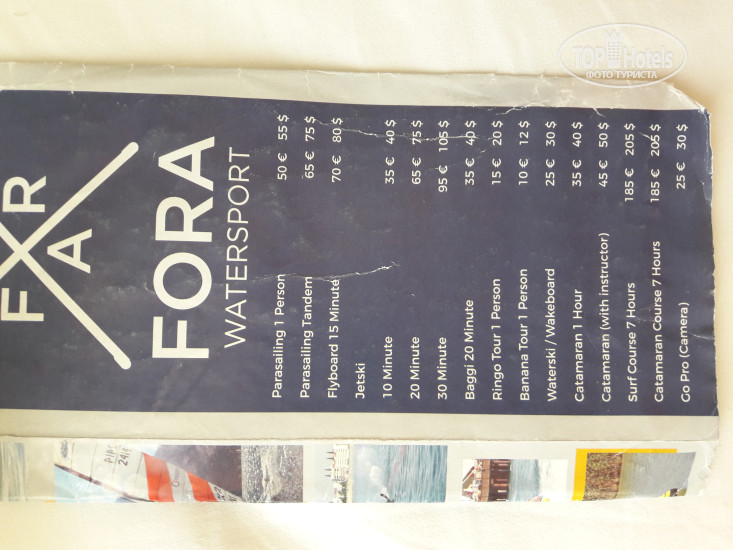 F
R
A
FORA
WATERSPORT
Parasailing 1 Person 50 € 55 $
Parasailing Tandem 65 € 75 $
Flyboard 15 Minute 70 € 80 $
Jetski
10 Minute 35 € 40 $
20 Minute 65 € 75 $
30 Minute 95 € 105 $
Baggi 20 Minute 35 € 40 $
Ringo Tour 1 Person 15 € 20 $
Banana Tour 1 Person 10 € 12 $
Waterski / Wakeboard 25 € 30 $
Catamaran 1 Hour 35 € 40 $
Catamaran (with instructor) 45 € 50 $
Surf Course 7 Hours 185 € 205 $
Catamaran Course 7 Hours 185 € 205 $
Go Pro (Camera) 25 € 30 $
TOP Hotels
ФОТО ТУРИСТА